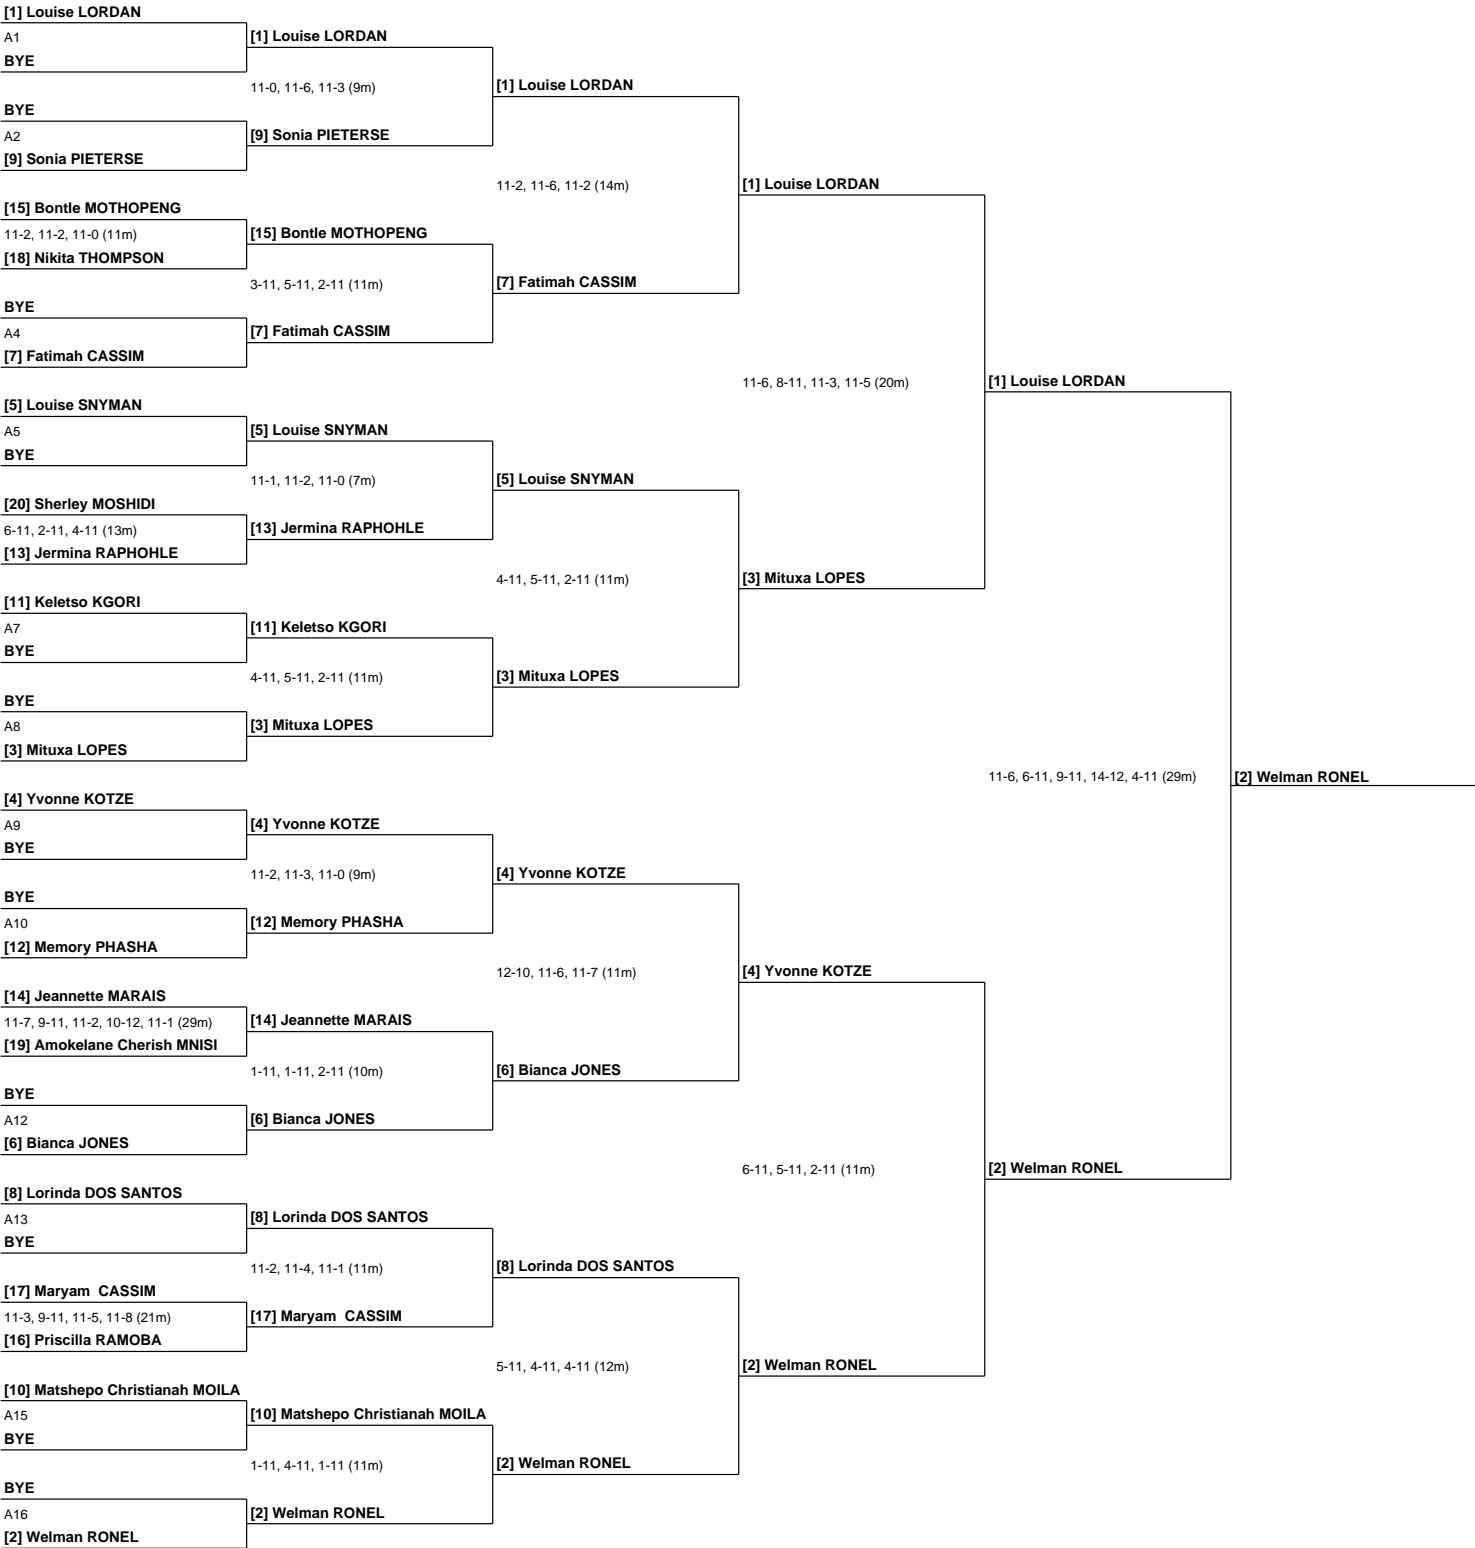 [1] Louise LORDAN
A1
BYE
BYE
A2
[9] Sonia PIETERSE
[15] Bontle MOTHOPENG
11-2, 11-2, 11-0 (11m)
[18] Nikita THOMPSON
BYE
A4
[7] Fatimah CASSIM
[5] Louise SNYMAN
A5
BYE
[20] Sherley MOSHIDI
6-11, 2-11, 4-11 (13m)
[13] Jermina RAPHOHLE
[11] Keletso KGORI
A7
BYE
BYE
A8
[3] Mituxa LOPES
[4] Yvonne KOTZE
A9
BYE
BYE
A10
[12] Memory PHASHA
[14] Jeannette MARAIS
11-7, 9-11, 11-2, 10-12, 11-1 (29m)
[19] Amokelane Cherish MNISI
BYE
A12
[6] Bianca JONES
[8] Lorinda DOS SANTOS
A13
BYE
[17] Maryam  CASSIM
11-3, 9-11, 11-5, 11-8 (21m)
[16] Priscilla RAMOBA
[10] Matshepo Christianah MOILA
A15
BYE
BYE
A16
[2] Welman RONEL
[1] Louise LORDAN
11-0, 11-6, 11-3 (9m)
[9] Sonia PIETERSE
[15] Bontle MOTHOPENG
3-11, 5-11, 2-11 (11m)
[7] Fatimah CASSIM
[5] Louise SNYMAN
11-1, 11-2, 11-0 (7m)
[13] Jermina RAPHOHLE
[11] Keletso KGORI
4-11, 5-11, 2-11 (11m)
[3] Mituxa LOPES
[4] Yvonne KOTZE
11-2, 11-3, 11-0 (9m)
[12] Memory PHASHA
[14] Jeannette MARAIS
1-11, 1-11, 2-11 (10m)
[6] Bianca JONES
[8] Lorinda DOS SANTOS
11-2, 11-4, 11-1 (11m)
[17] Maryam  CASSIM
[10] Matshepo Christianah MOILA
1-11, 4-11, 1-11 (11m)
[2] Welman RONEL
[1] Louise LORDAN
11-2, 11-6, 11-2 (14m)
[7] Fatimah CASSIM
[5] Louise SNYMAN
4-11, 5-11, 2-11 (11m)
[3] Mituxa LOPES
[4] Yvonne KOTZE
12-10, 11-6, 11-7 (11m)
[6] Bianca JONES
[8] Lorinda DOS SANTOS
5-11, 4-11, 4-11 (12m)
[2] Welman RONEL
[1] Louise LORDAN
11-6, 8-11, 11-3, 11-5 (20m)
[3] Mituxa LOPES
[4] Yvonne KOTZE
6-11, 5-11, 2-11 (11m)
[2] Welman RONEL
[1] Louise LORDAN
11-6, 6-11, 9-11, 14-12, 4-11 (29m)
[2] Welman RONEL
[2] Welman RONEL